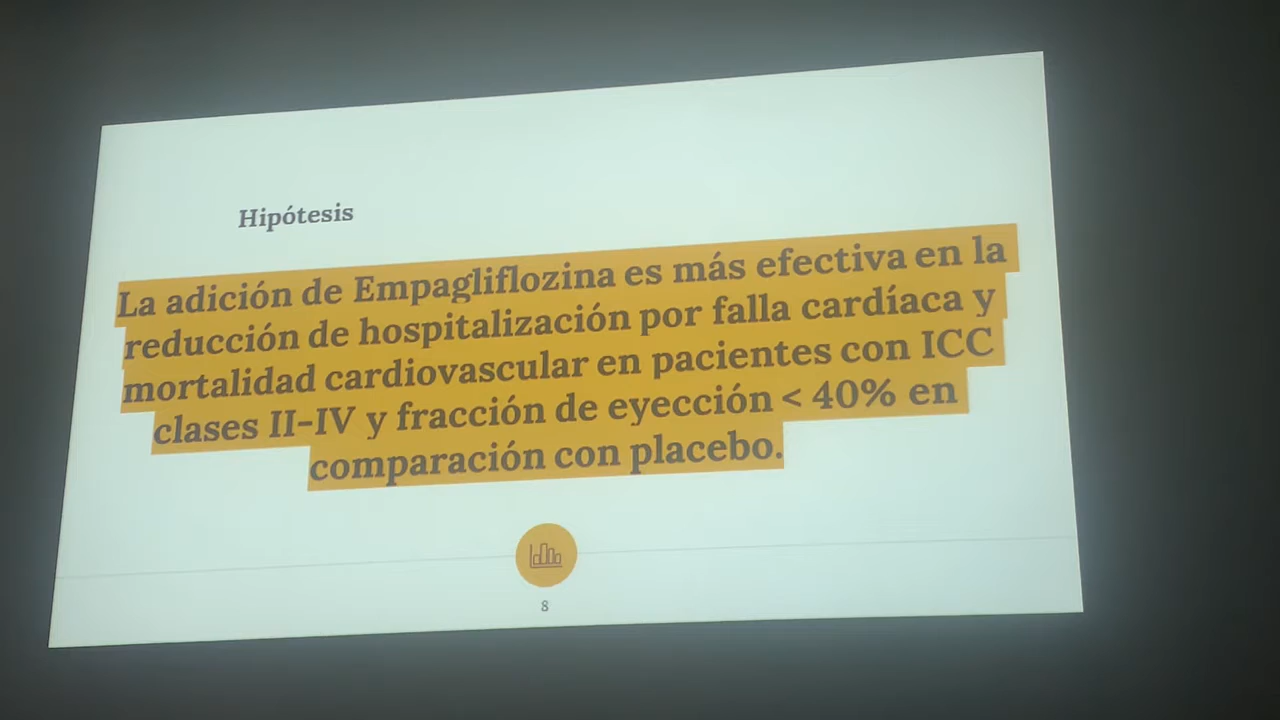 Hipótesis
La adición de Empagliflozina es más efectiva en la
reducción de hospitalización por falla cardíaca y
mortalidad cardiovascular en pacientes con ICC
clases II-IV y fracción de eyección < 40% en
comparación con placebo.
8